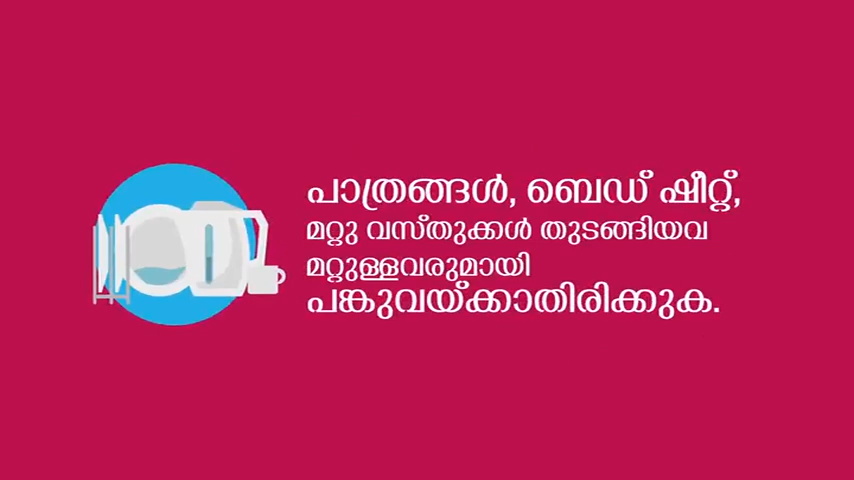 പാത്രങ്ങൾ, ബെഡ് ഷീറ്റ്,
മറ്റു വസ്തുക്കൾ തുടങ്ങിയവ
മറ്റുള്ളവരുമായി
പങ്കുവയ്ക്കാതിരിക്കുക.